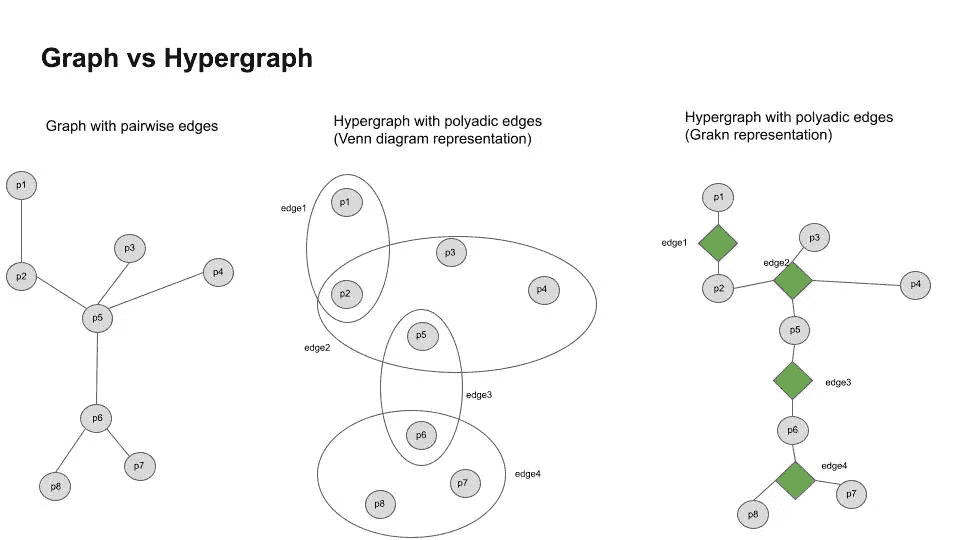 Graph vs Hypergraph
Graph with pairwise edges
p1
p3
p2
p4
p5
p6
p7
p8
Hypergraph with polyadic edges
(Venn diagram representation)
edge1
p1
p3
p2
p4
p5
edge2
edge3
p6
edge4
p7
p8
Hypergraph with polyadic edges
(Grakn representation)
p1
edge1
p3
edge2
p2
p4
p5
edge3
p6
edge4
p7
p8